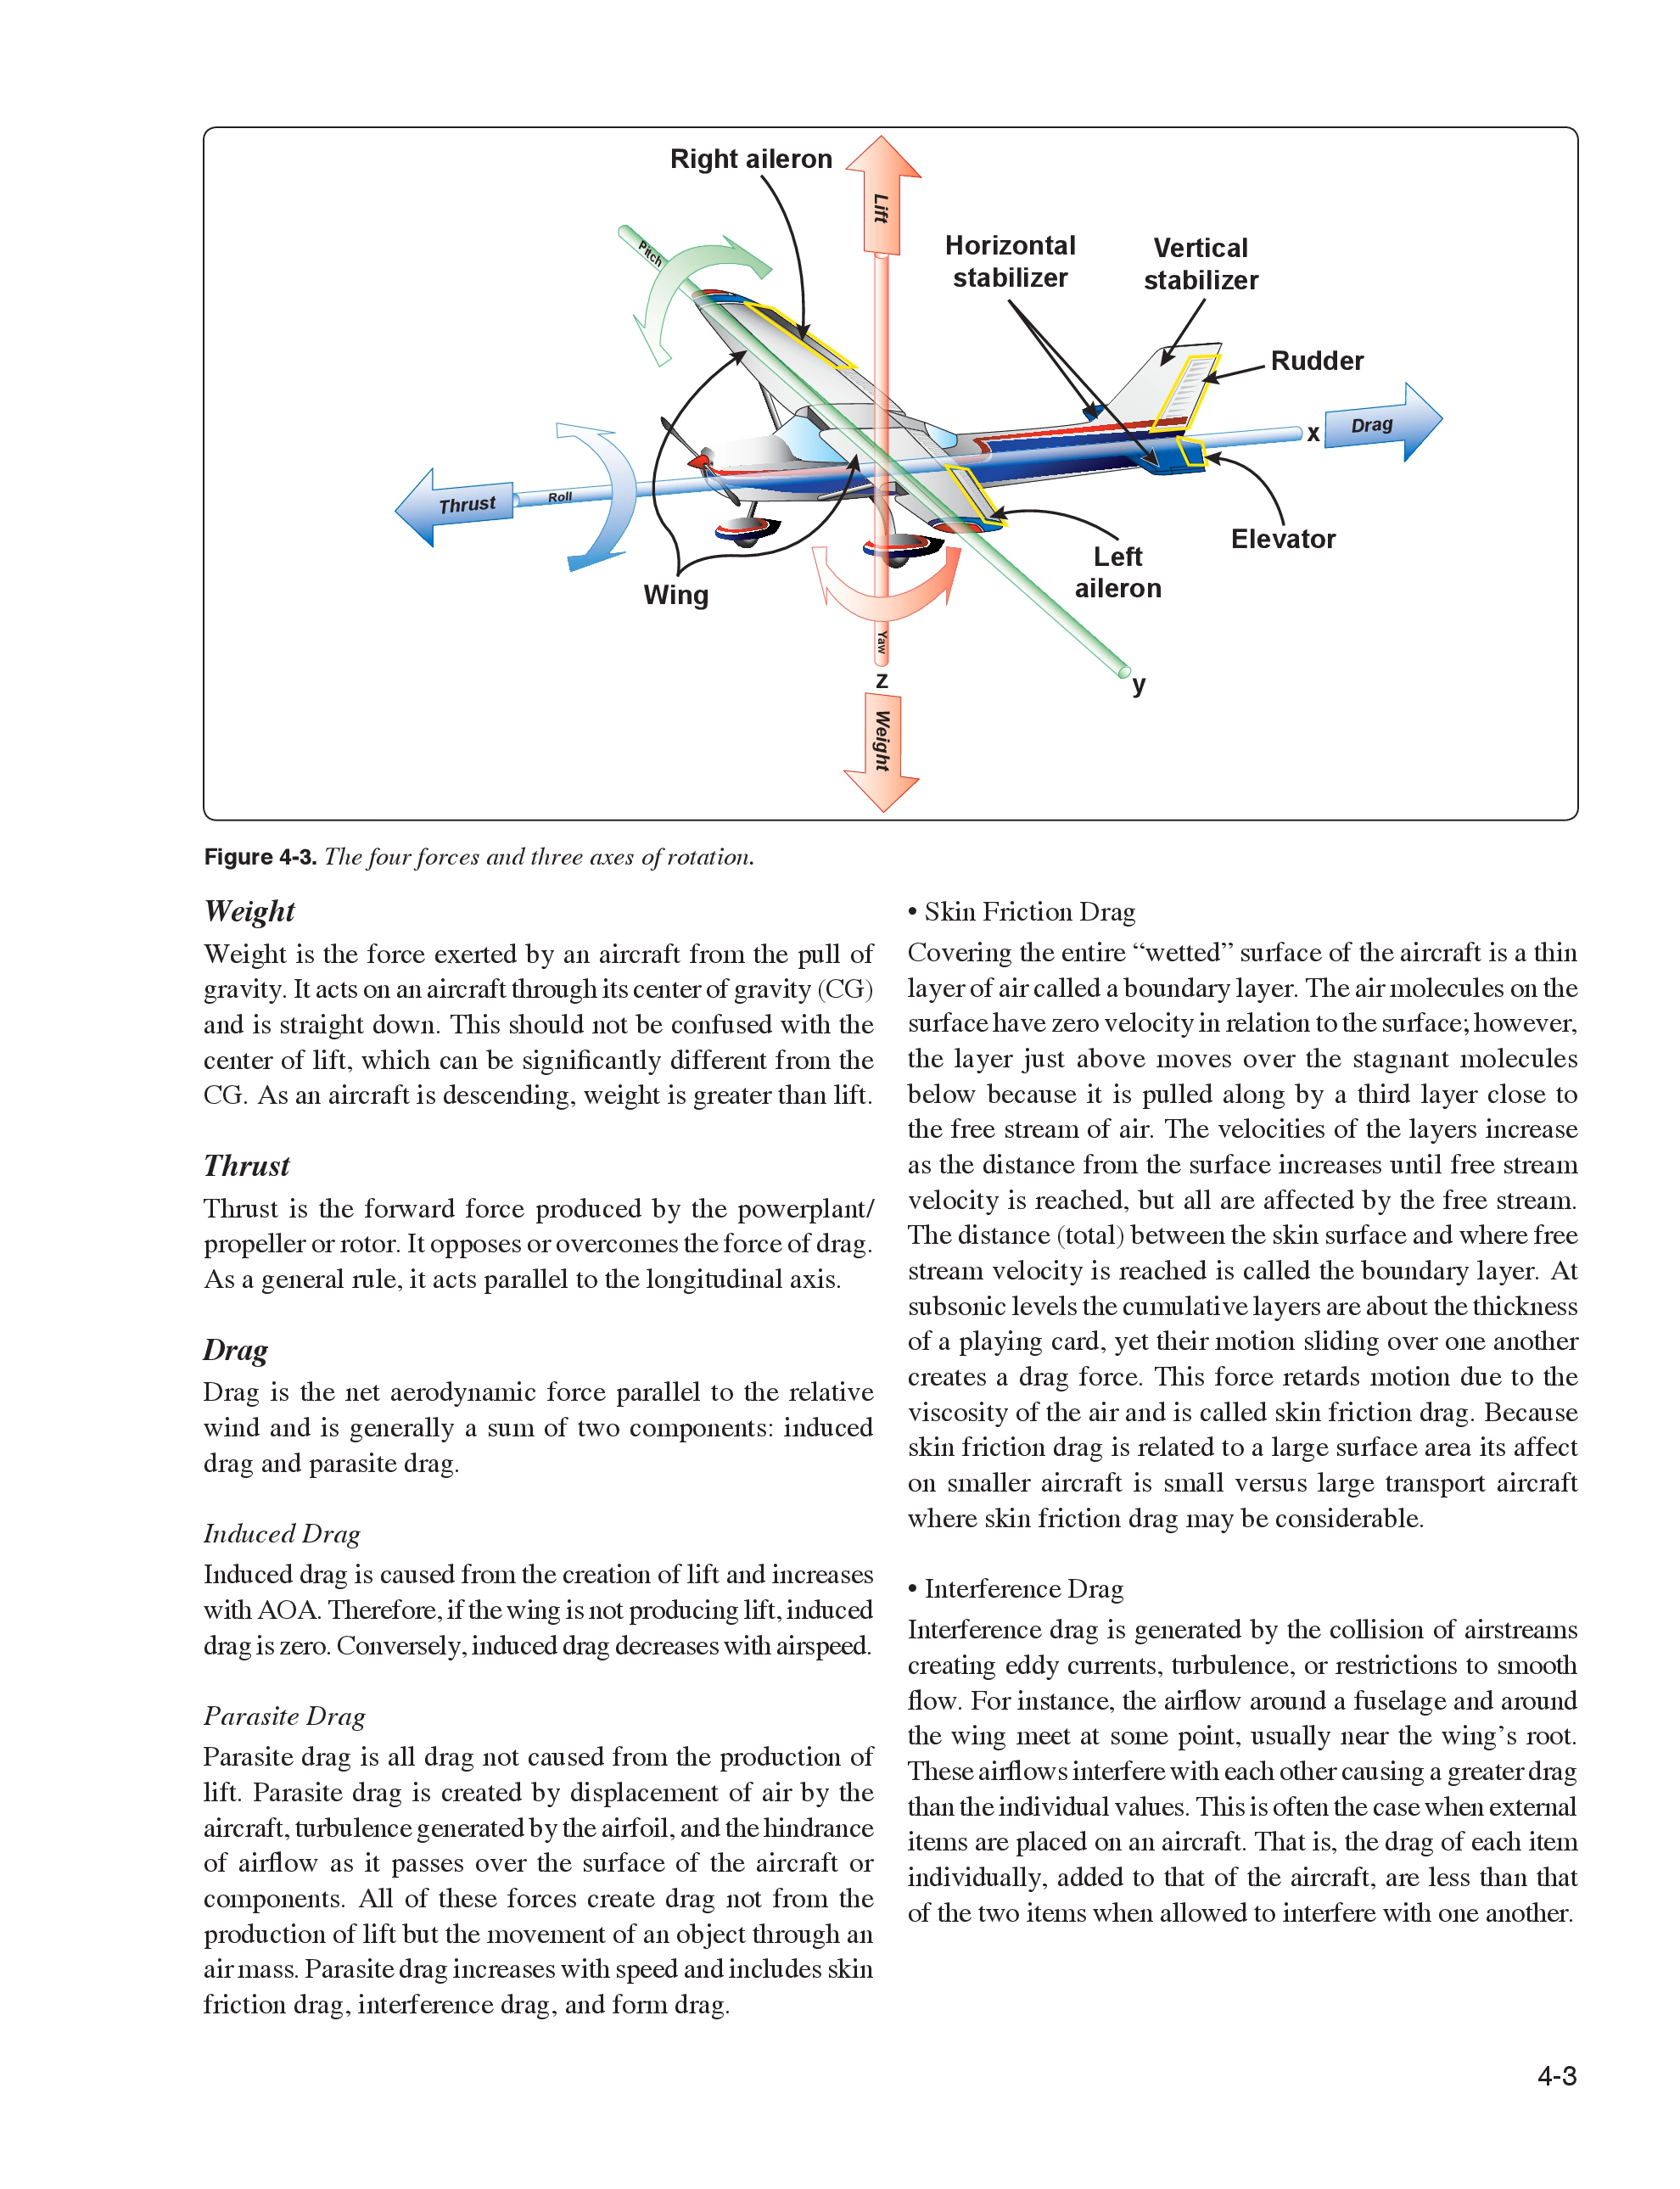 Right aileron
Lift
Pitch
Horizontal
stabilizer
Vertical
stabilizer
Rudder
x
Drag
Thrust
Roll
Elevator
Left
aileron
Wing
Yaw
z
y
Weight
Figure 4-3. The four forces and three axes of rotation.
Weight
Weight is the force exerted by an aircraft from the pull of
gravity. It acts on an aircraft through its center of gravity (CG)
and is straight down. This should not be confused with the
center of lift, which can be significantly different from the
CG. As an aircraft is descending, weight is greater than lift.
Thrust
Thrust is the forward force produced by the powerplant/
propeller or rotor. It opposes or overcomes the force of drag.
As a general rule, it acts parallel to the longitudinal axis.
Drag
Drag is the net aerodynamic force parallel to the relative
wind and is generally a sum of two components: induced
drag and parasite drag.
Induced Drag
Induced drag is caused from the creation of lift and increases
with AOA. Therefore, if the wing is not producing lift, induced
drag is zero. Conversely, induced drag decreases with airspeed.
Parasite Drag
Parasite drag is all drag not caused from the production of
lift. Parasite drag is created by displacement of air by the
aircraft, turbulence generated by the airfoil, and the hindrance
of airflow as it passes over the surface of the aircraft or
components. All of these forces create drag not from the
production of lift but the movement of an object through an
air mass. Parasite drag increases with speed and includes skin
friction drag, interference drag, and form drag.
• Skin Friction Drag
Covering the entire “wetted” surface of the aircraft is a thin
layer of air called a boundary layer. The air molecules on the
surface have zero velocity in relation to the surface; however,
the layer just above moves over the stagnant molecules
below because it is pulled along by a third layer close to
the free stream of air. The velocities of the layers increase
as the distance from the surface increases until free stream
velocity is reached, but all are affected by the free stream.
The distance (total) between the skin surface and where free
stream velocity is reached is called the boundary layer. At
subsonic levels the cumulative layers are about the thickness
of a playing card, yet their motion sliding over one another
creates a drag force. This force retards motion due to the
viscosity of the air and is called skin friction drag. Because
skin friction drag is related to a large surface area its affect
on smaller aircraft is small versus large transport aircraft
where skin friction drag may be considerable.
• Interference Drag
Interference drag is generated by the collision of airstreams
creating eddy currents, turbulence, or restrictions to smooth
flow. For instance, the airflow around a fuselage and around
the wing meet at some point, usually near the wing’s root.
These airflows interfere with each other causing a greater drag
than the individual values. This is often the case when external
items are placed on an aircraft. That is, the drag of each item
individually, added to that of the aircraft, are less than that
of the two items when allowed to interfere with one another.
4-3